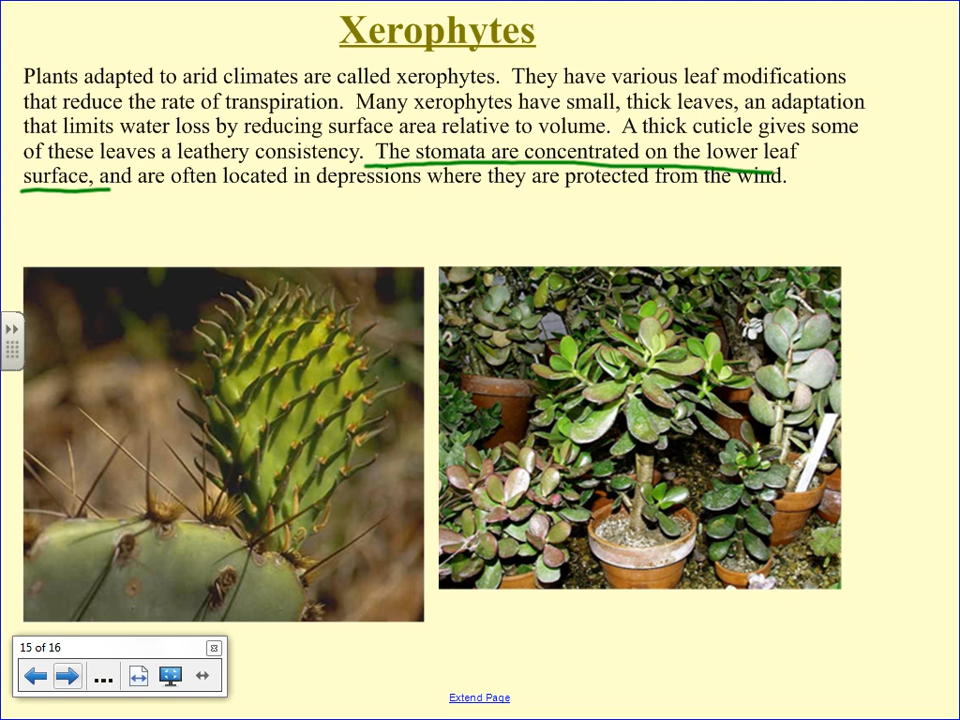 Xerophytes
Plants adapted to arid climates are called xerophytes.  They have various leaf modifications
that reduce the rate of transpiration.  Many xerophytes have small, thick leaves, an adaptation
that limits water loss by reducing surface area relative to volume.  A thick cuticle gives some
of these leaves a leathery consistency.  The stomata are concentrated on the lower leaf
surface, and are often located in depressions where they are protected from the wind.
15 of 16
...
Extend Page